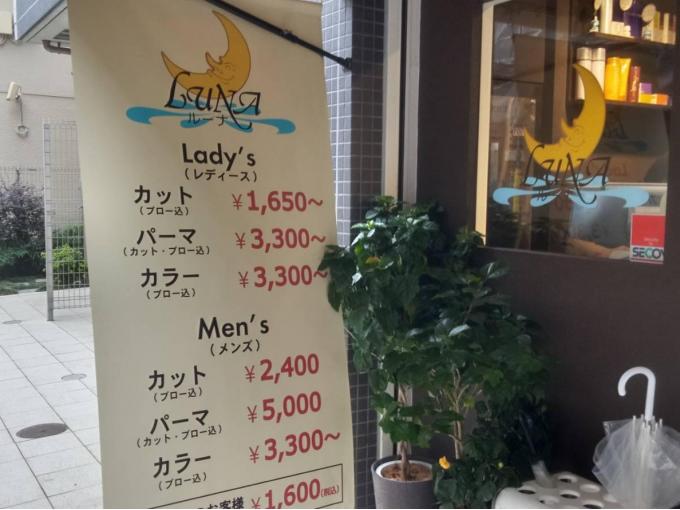 LUNA
ルーナ
Lady's
(レディース)
カット ¥1,650～
(ブロー込)
パーマ ¥3,300～
(カット・ブロー込)
カラー ¥3,300～
(ブロー込)
Men's
(メンズ)
カット ¥2,400
(ブロー込)
パーマ ¥5,000
(カット・ブロー込)
カラー ¥3,300～
(ブロー込)
お客様 ¥1,600(税込)
LUNA
SECO